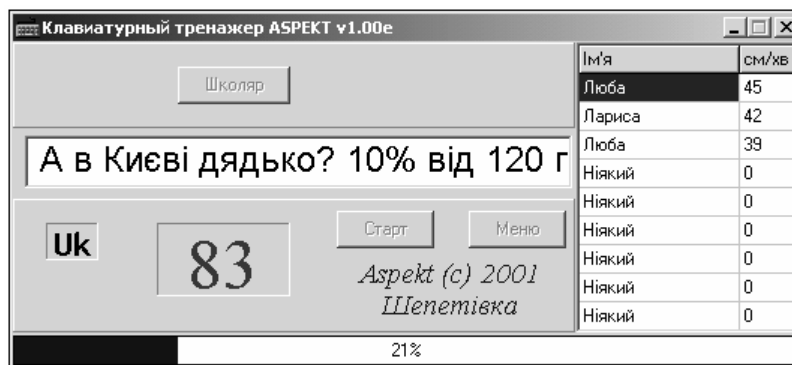 Клавиатурный тренажер ASPEKT v1.00e
Школяр
А в Києві дядько? 10% від 120 г
Uk
83
Старт
Меню
Aspekt (c) 2001
Шепетівка
Ім'я см/хв
Люба 45
Лариса 42
Люба 39
Ніякий 0
Ніякий 0
Ніякий 0
Ніякий 0
Ніякий 0
Ніякий 0
21%